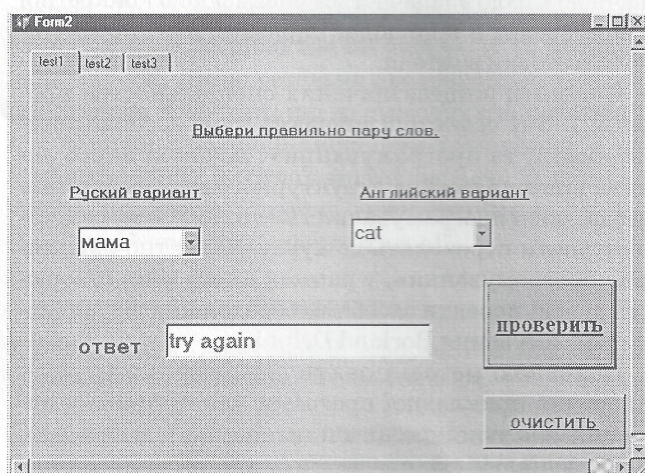 Form2
test1 test2 test3
Выбери правильно пару слов.
Руский вариант Английский вариант
мама cat
ответ try again проверить
очистить